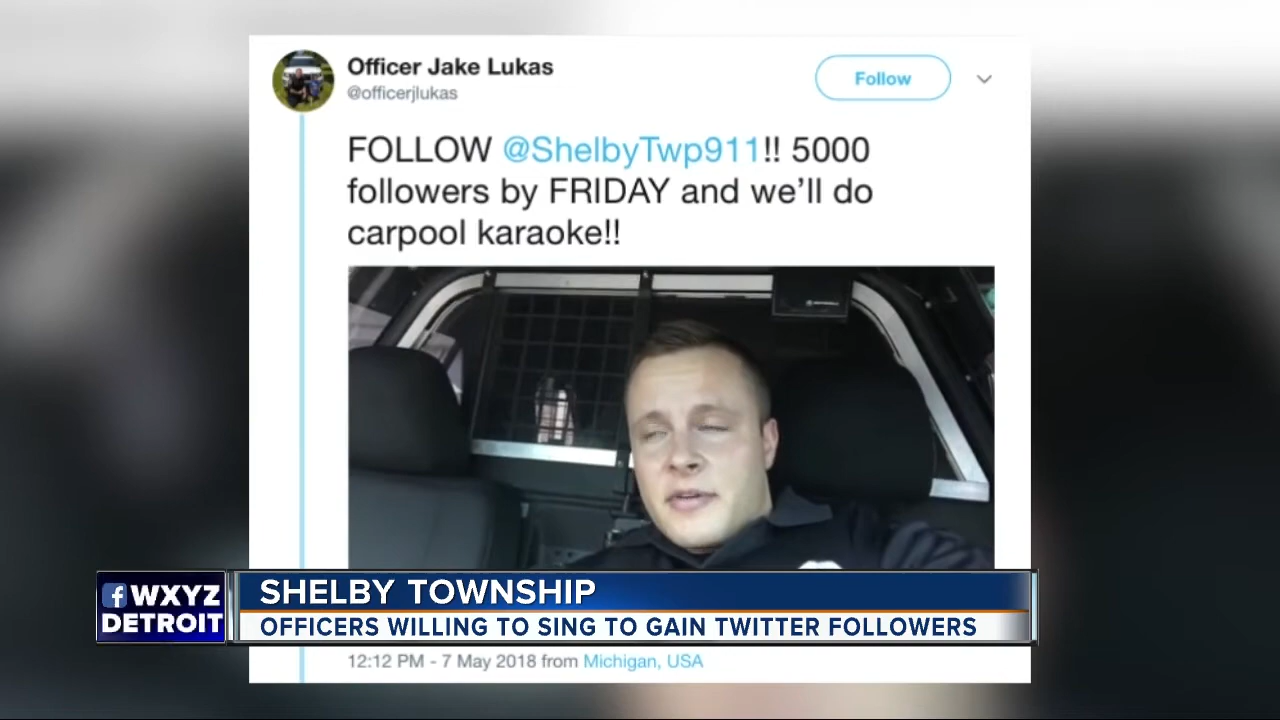 Officer Jake Lukas
@officerjlukas
Follow
FOLLOW @ShelbyTwp911!! 5000
followers by FRIDAY and we’ll do
carpool karaoke!!
f WXYZ
DETROIT
SHELBY TOWNSHIP
OFFICERS WILLING TO SING TO GAIN TWITTER FOLLOWERS
12:12 PM - 7 May 2018 from Michigan, USA